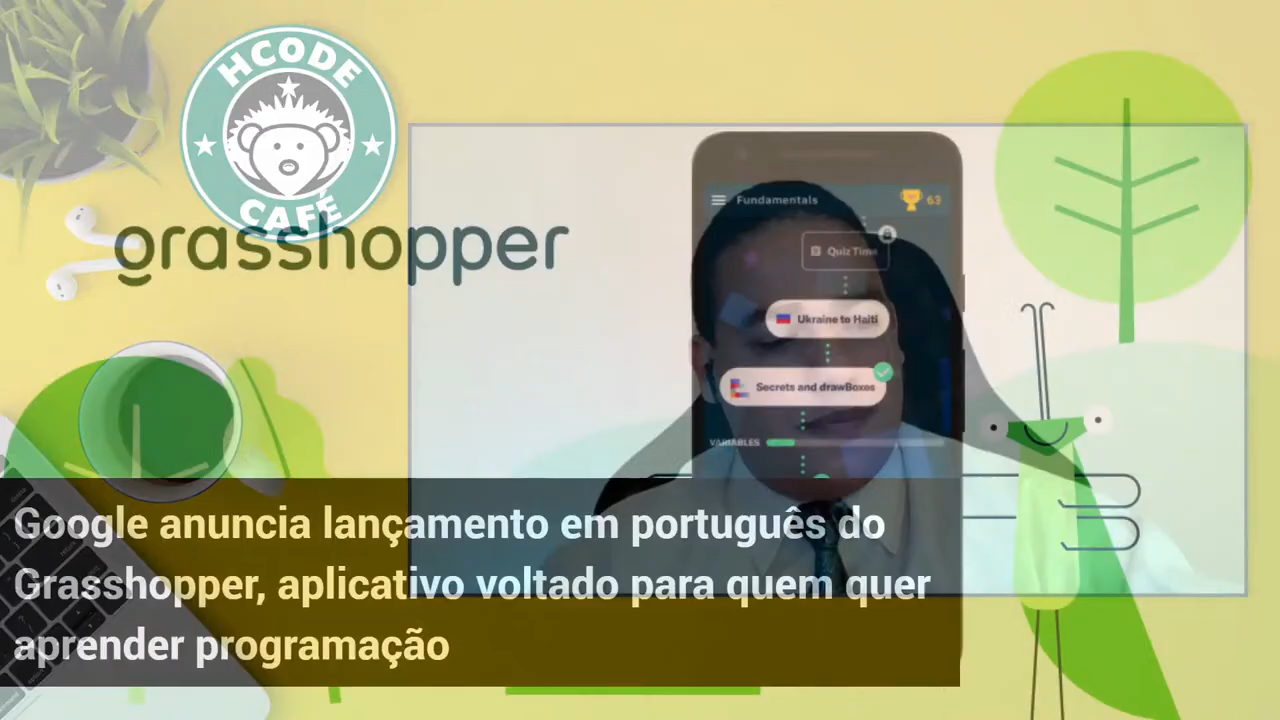 HCODE
CAFÉ
grasshopper
Fundamentals
63
Quiz Time
Ukraine to Haiti
Secrets and drawBoxes
VARIABLES
Google anuncia lançamento em português do
Grasshopper, aplicativo voltado para quem quer
aprender programação